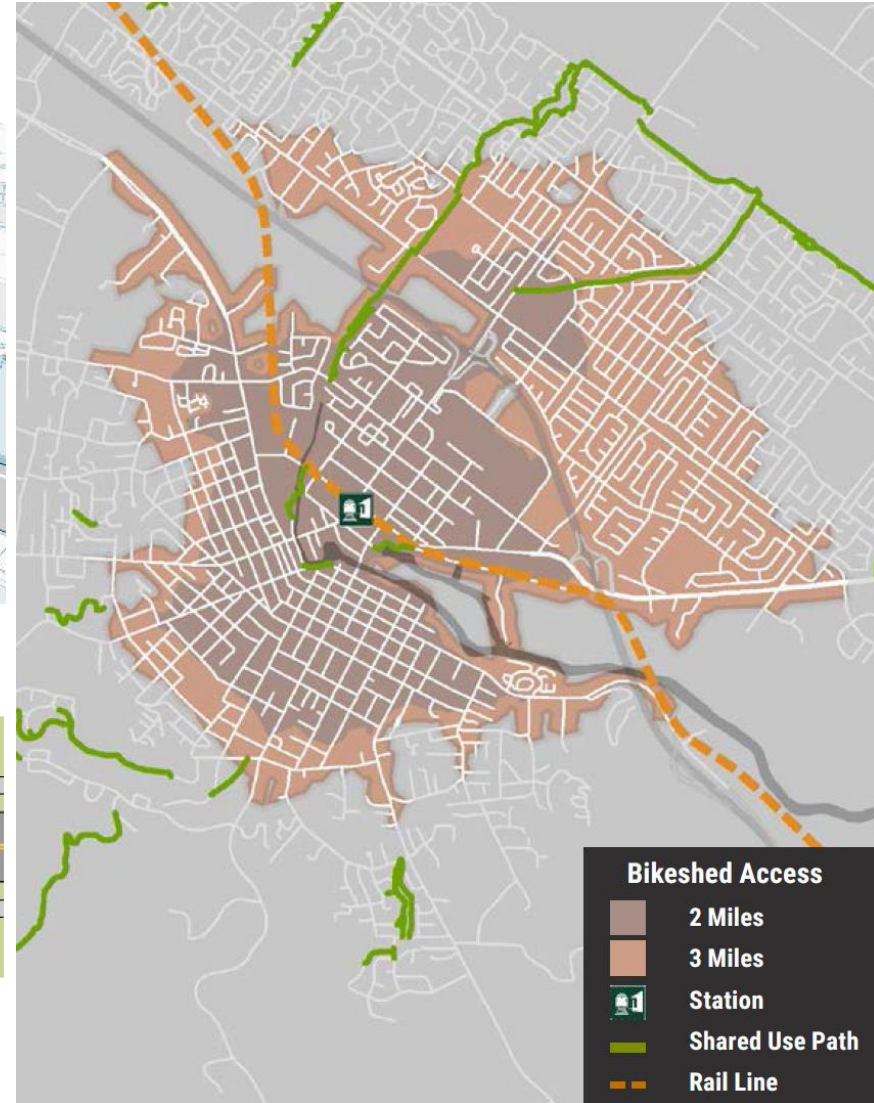 Bikeshed Access
2 Miles
3 Miles
Station
Shared Use Path
Rail Line